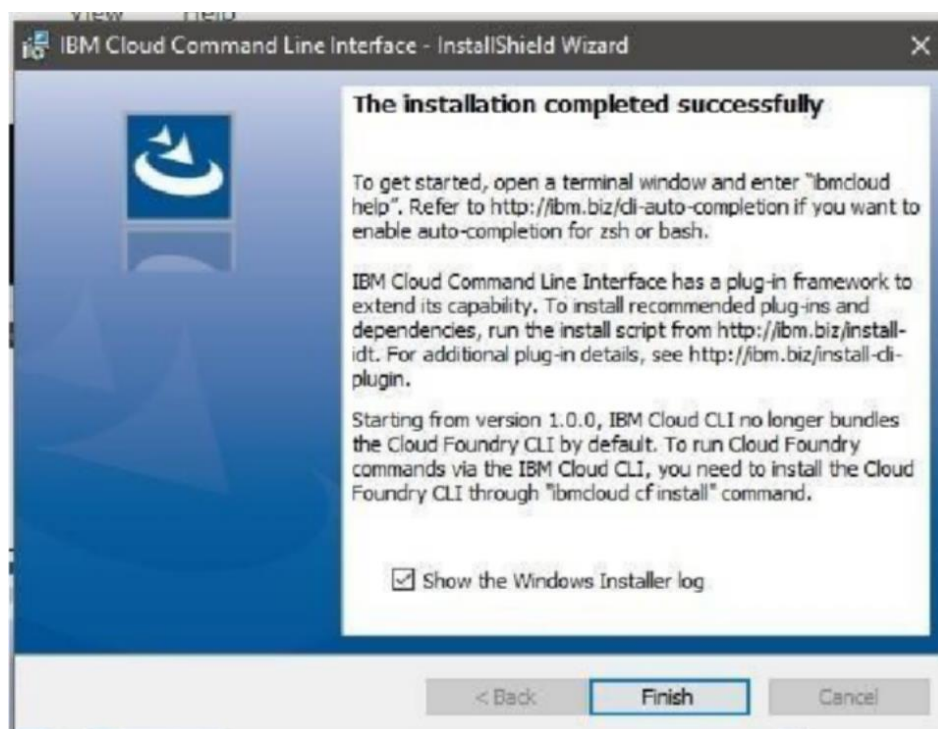 View Help
IBM Cloud Command Line Interface - InstallShield Wizard
The installation completed successfully
To get started, open a terminal window and enter "ibmcloud
help". Refer to http://ibm.biz/cli-auto-completion if you want to
enable auto-completion for zsh or bash.
IBM Cloud Command Line Interface has a plug-in framework to
extend its capability. To install recommended plug-ins and
dependencies, run the install script from http://ibm.biz/install-
idt. For additional plug-in details, see http://ibm.biz/install-cli-
plugin.
Starting from version 1.0.0, IBM Cloud CLI no longer bundles
the Cloud Foundry CLI by default. To run Cloud Foundry
commands via the IBM Cloud CLI, you need to install the Cloud
Foundry CLI through "ibmcloud cf install" command.
Show the Windows Installer log
< Back Finish Cancel